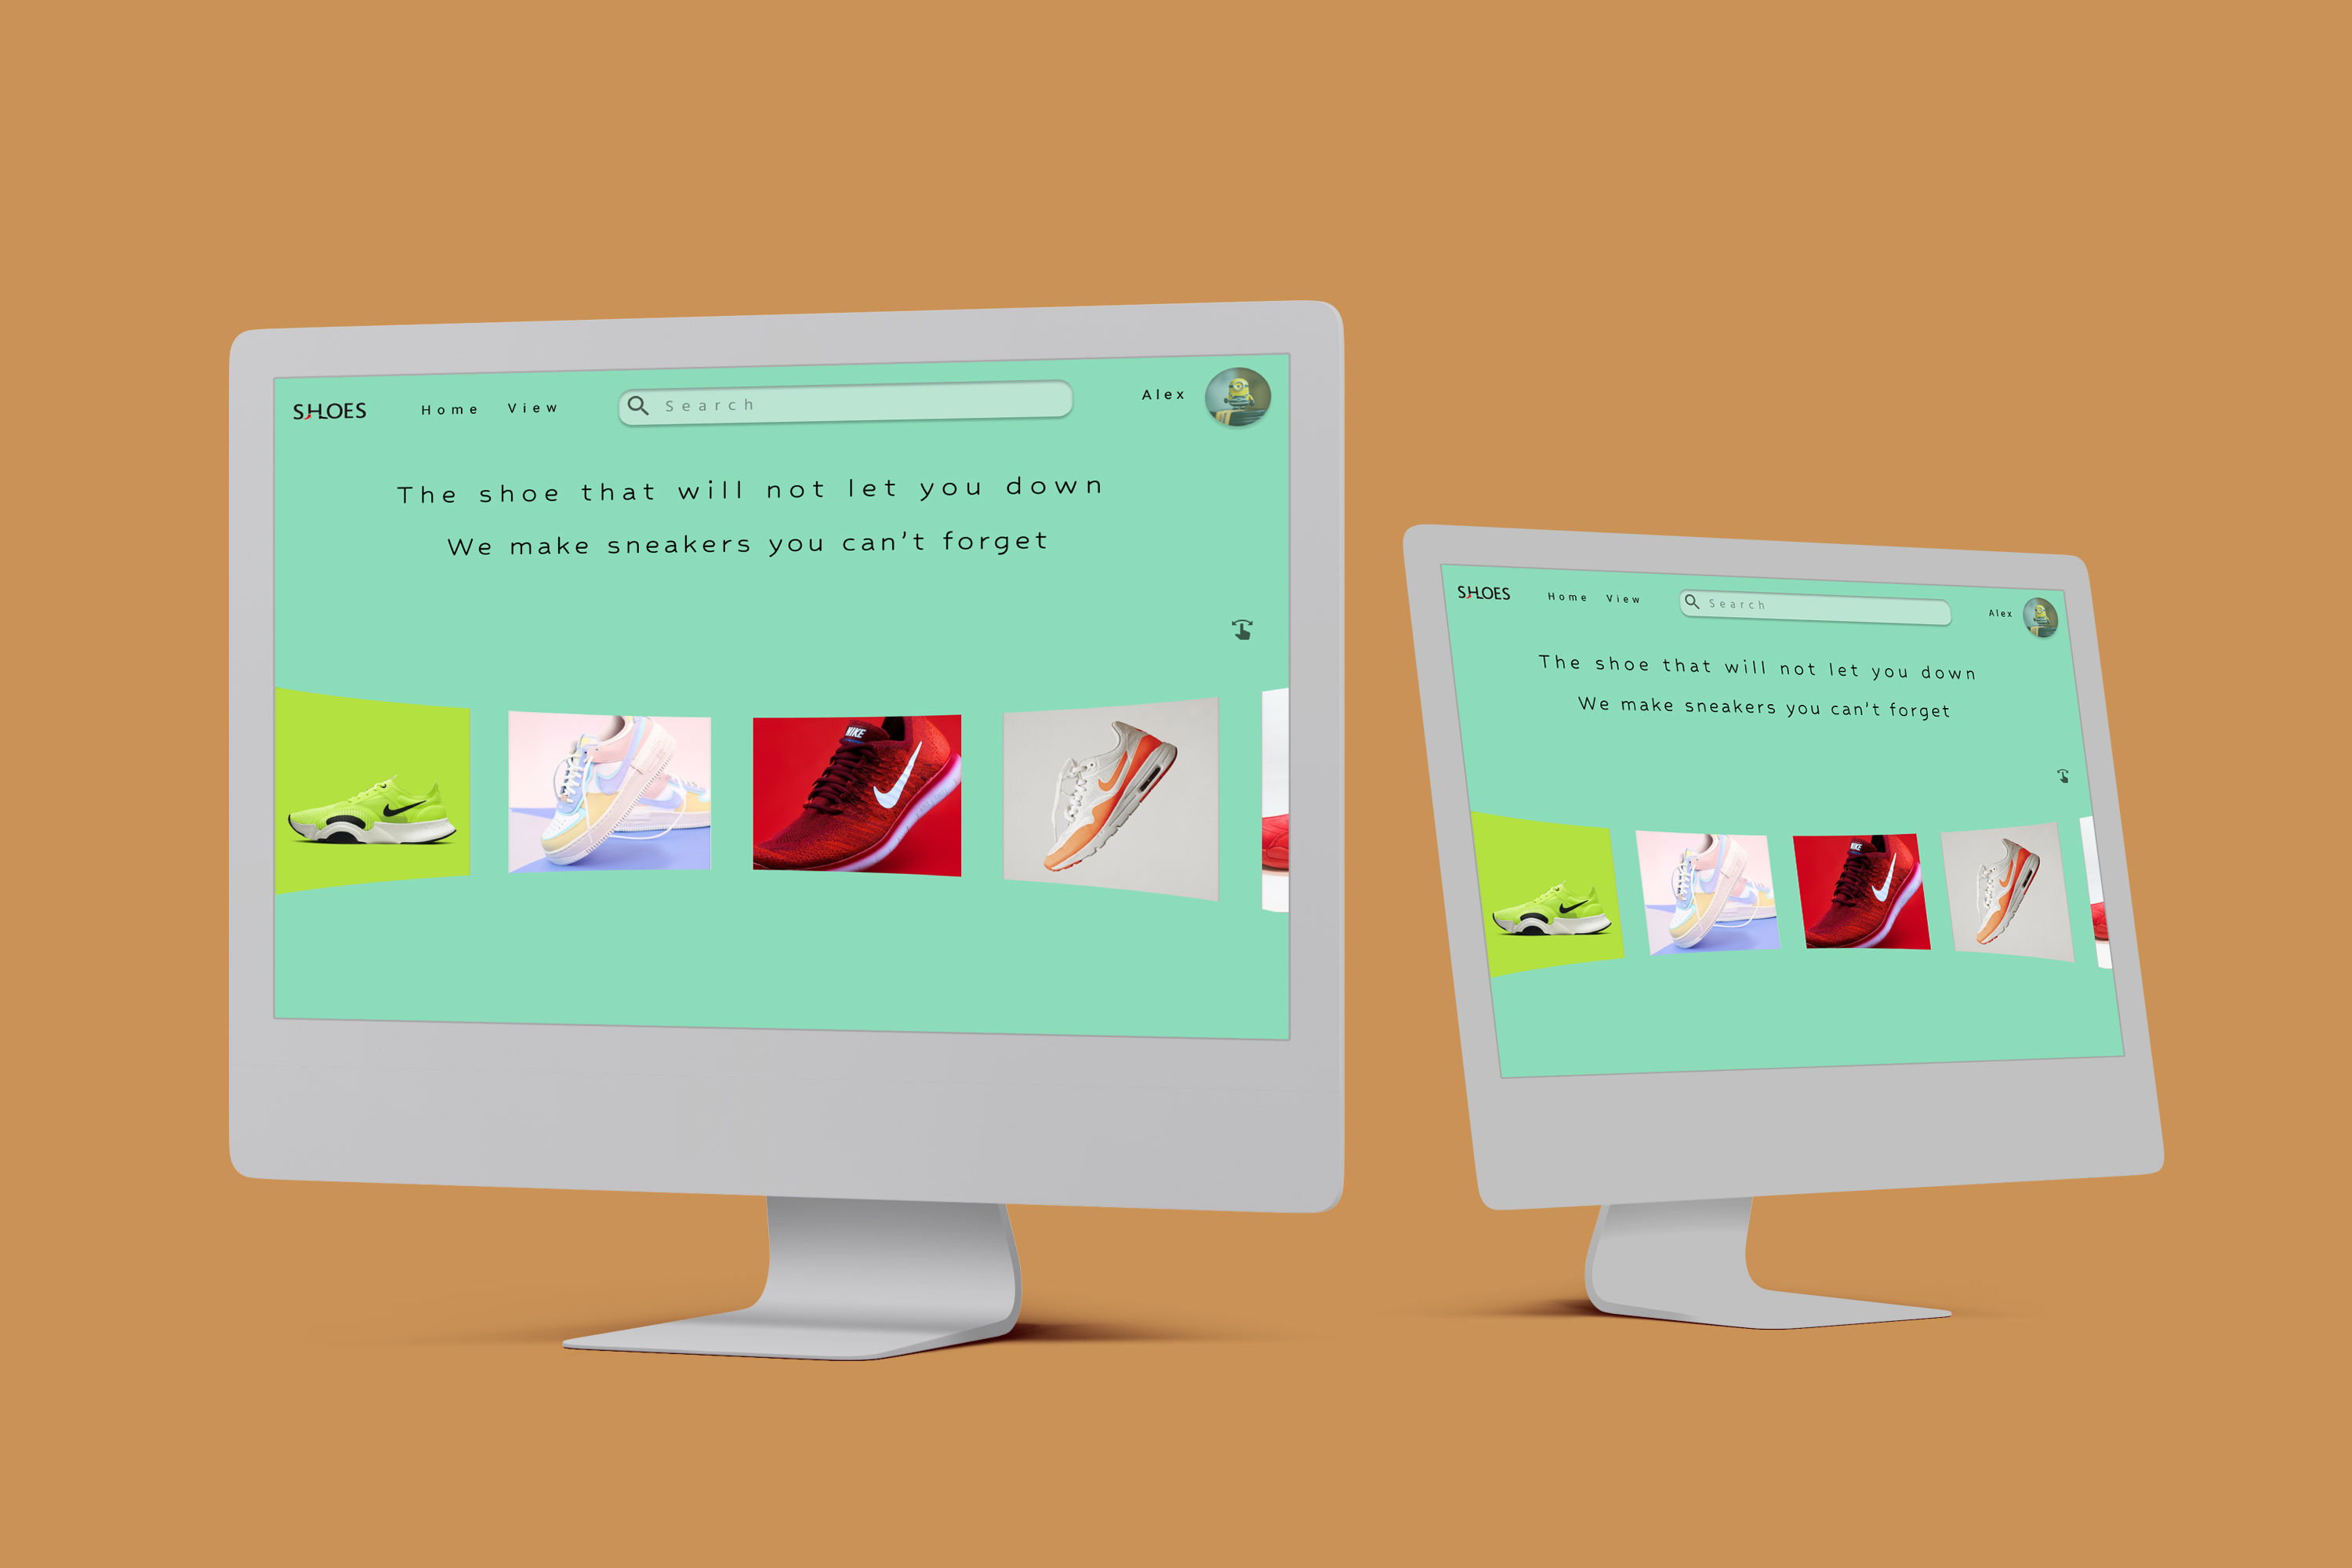 SHOES
Home View
Search
Alex
The shoe that will not let you down
We make sneakers you can't forget
NIKE
SHOES
Home View
Search
Alex
The shoe that will not let you down
We make sneakers you can't forget
NIKE